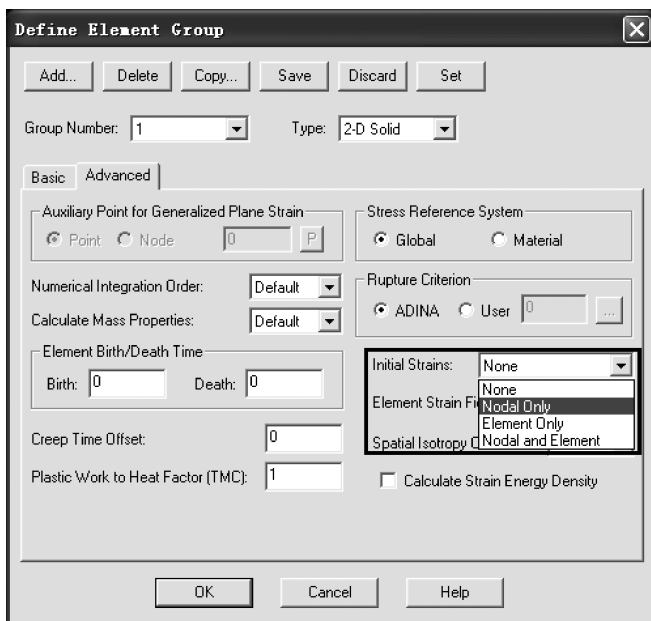 Define Element Group
Add... Delete Copy... Save Discard Set
Group Number: 1 Type: 2-D Solid
Basic Advanced
Auxiliary Point for Generalized Plane Strain
Point Node 0 P
Stress Reference System
Global Material
Numerical Integration Order: Default
Calculate Mass Properties: Default
Rupture Criterion
ADINA User 0 ...
Element Birth/Death Time
Birth: 0 Death: 0
Initial Strains: None
None
Nodal Only
Element Only
Nodal and Element
Element Strain
Spatial Isotropy
Creep Time Offset: 0
Plastic Work to Heat Factor (TMC): 1
Calculate Strain Energy Density
OK Cancel Help